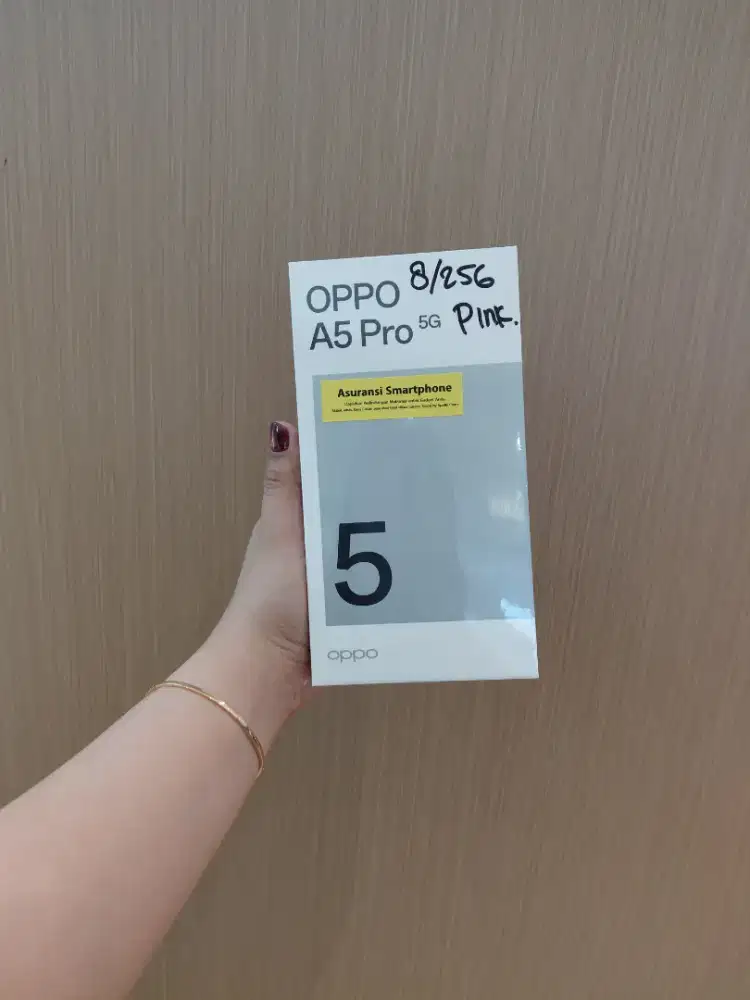 OPPO 8/256
A5 Pro 5G Pink.
Asuransi Smartphone
5
oppo